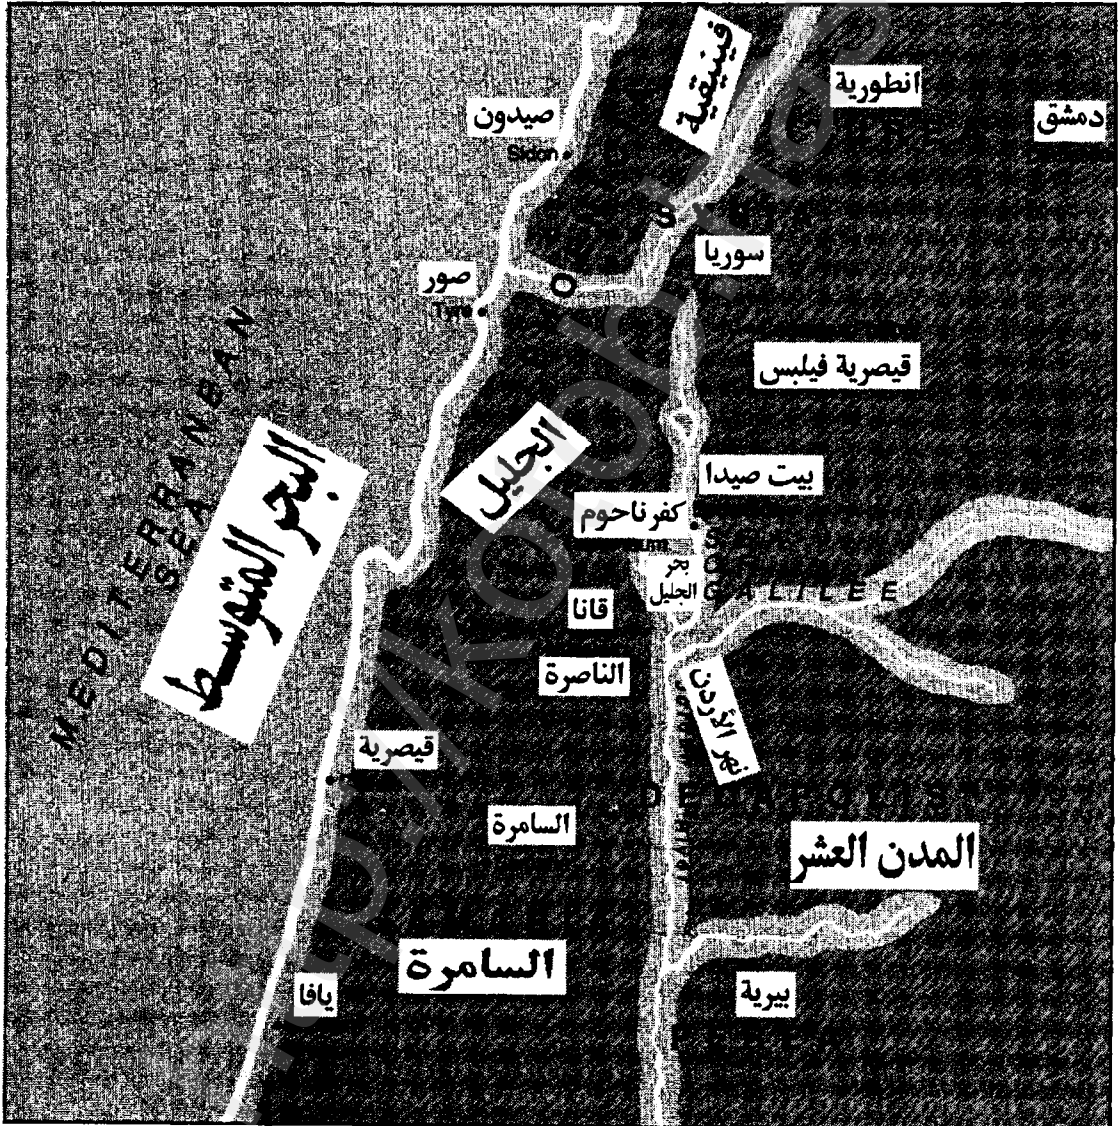 فينيقية
انطورية
دمشق
صيدون
Sidon
سوريا
صور
Tyre
قيصرية فيلبس
MEDITERRANEAN
SEA
البحر المتوسط
الجليل
بيت صيدا
كفرناحوم
بحر
الجليل
GALILEE
قانا
الناصرة
نهر الأردن
قيصرية
DECAPOLIS
السامرة
المدن العشر
السامرة
يافا
بيرية